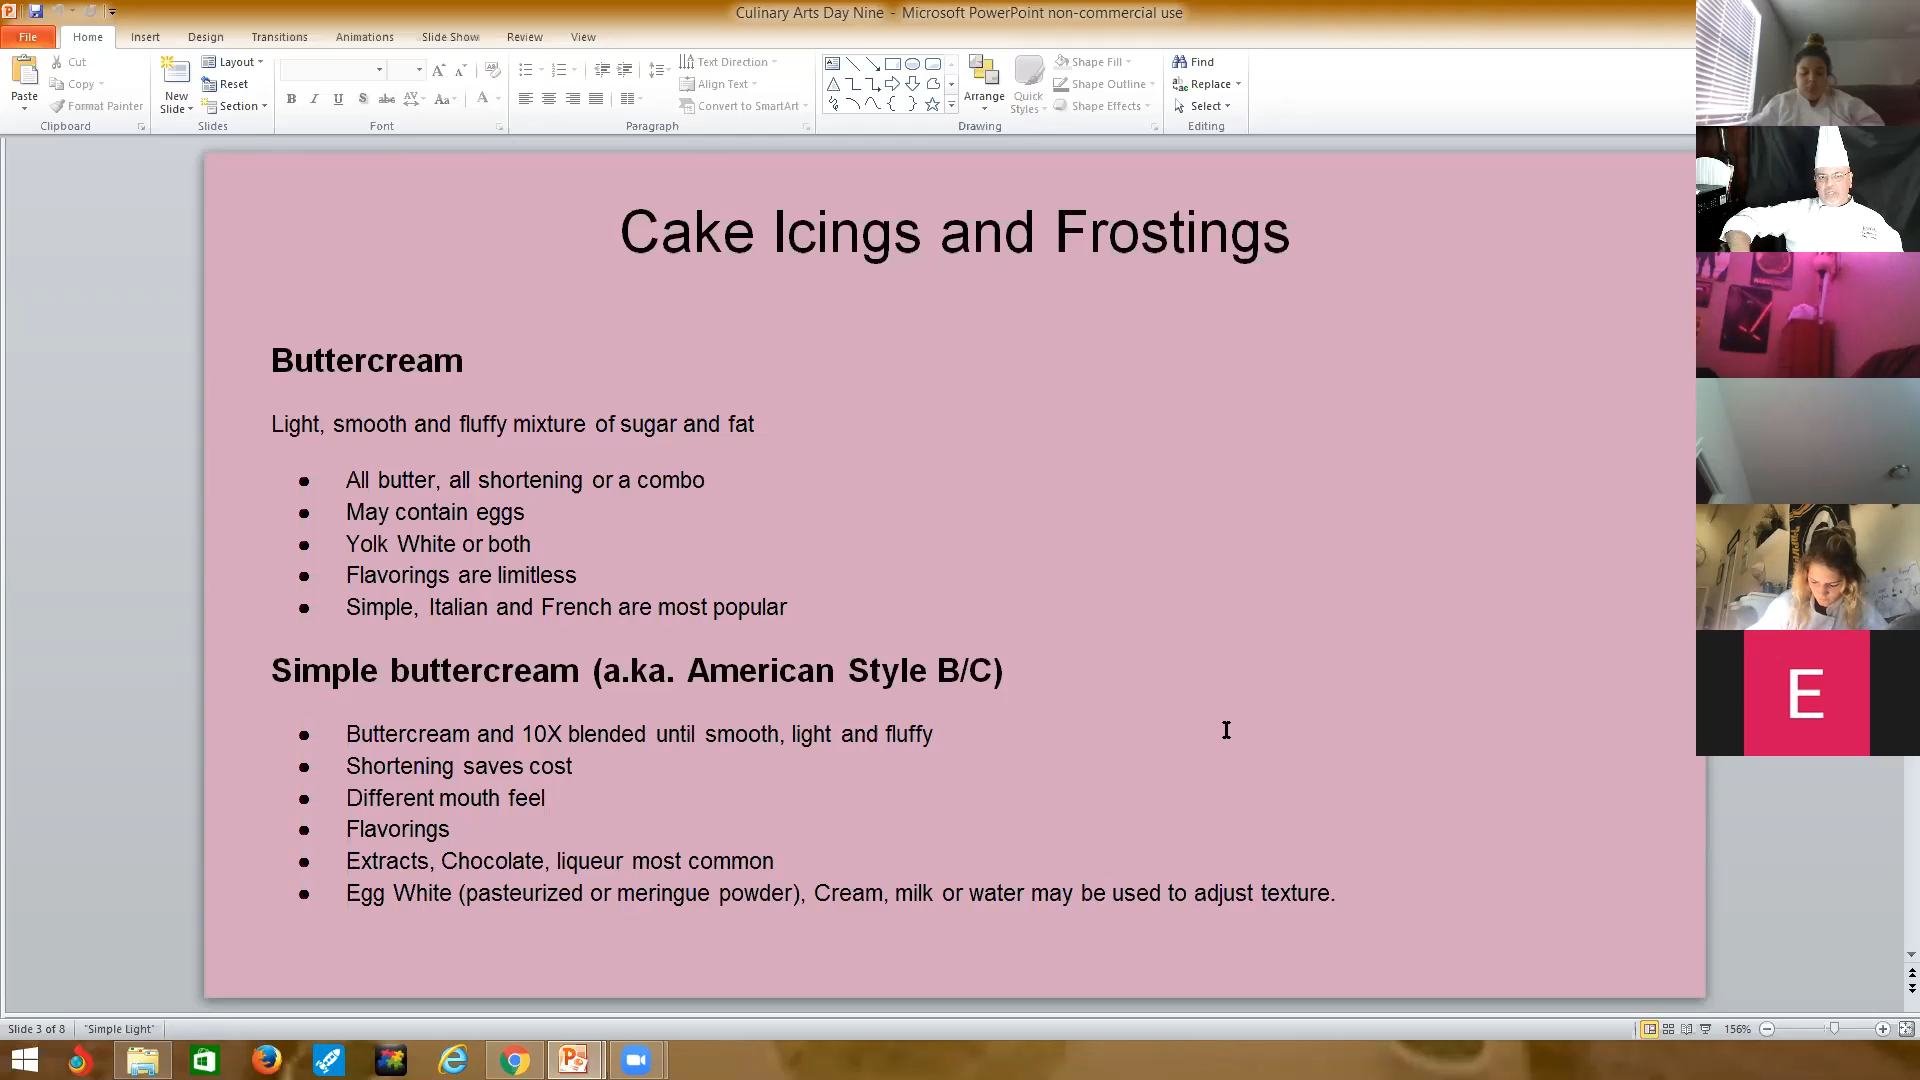 Culinary Arts Day Nine - Microsoft PowerPoint non-commercial use
File Home Insert Design Transitions Animations Slide Show Review View
Paste
Cut
Copy
Format Painter
Clipboard
New Slide
Layout
Reset
Section
Slides
B I U S abc AV Aa A
Font
Text Direction
Align Text
Convert to SmartArt
Paragraph
Arrange
Quick Styles
Shape Fill
Shape Outline
Shape Effects
Drawing
Find
Replace
Select
Editing
Cake Icings and Frostings
Buttercream
Light, smooth and fluffy mixture of sugar and fat
● All butter, all shortening or a combo
● May contain eggs
● Yolk White or both
● Flavorings are limitless
● Simple, Italian and French are most popular
Simple buttercream (a.ka. American Style B/C)
● Buttercream and 10X blended until smooth, light and fluffy
● Shortening saves cost
● Different mouth feel
● Flavorings
● Extracts, Chocolate, liqueur most common
● Egg White (pasteurized or meringue powder), Cream, milk or water may be used to adjust texture.
E
Slide 3 of 8 "Simple Light" 156%